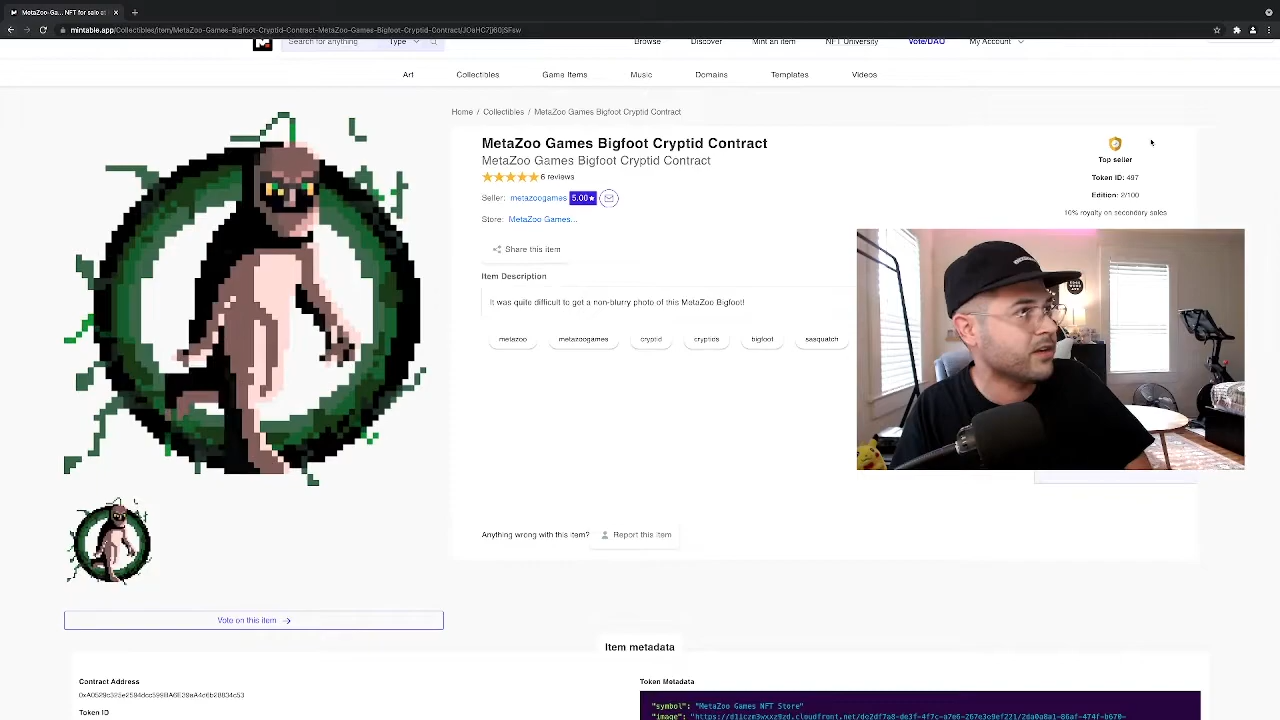 MetaZoo Ga... NFT for sale at
mintable.app/Collectibles/item/MetaZoo-Games-Bigfoot-Cryptid-Contract-MetaZoo-Games-Bigfoot-Cryptid-Contract/
Search for anything Type Browse Discover Mint an item NFT University Vote/DAO My Account
Art Collectibles Game Items Music Domains Templates Videos
Home / Collectibles / MetaZoo Games Bigfoot Cryptid Contract
MetaZoo Games Bigfoot Cryptid Contract
MetaZoo Games Bigfoot Cryptid Contract
6 reviews
Seller: metazoogames 5.00★
Store: MetaZoo Games...
Top seller
Token ID: 497
Edition: 2/100
10% royalty on secondary sales
Share this item
Item Description
It was quite difficult to get a non-blurry photo of this MetaZoo Bigfoot!
metazoo metazoogames cryptid cryptids bigfoot sasquatch
Anything wrong with this item? Report this item
Vote on this item →
Item metadata
Contract Address
Token ID
Token Metadata
"symbol": "MetaZoo Games NFT Store"